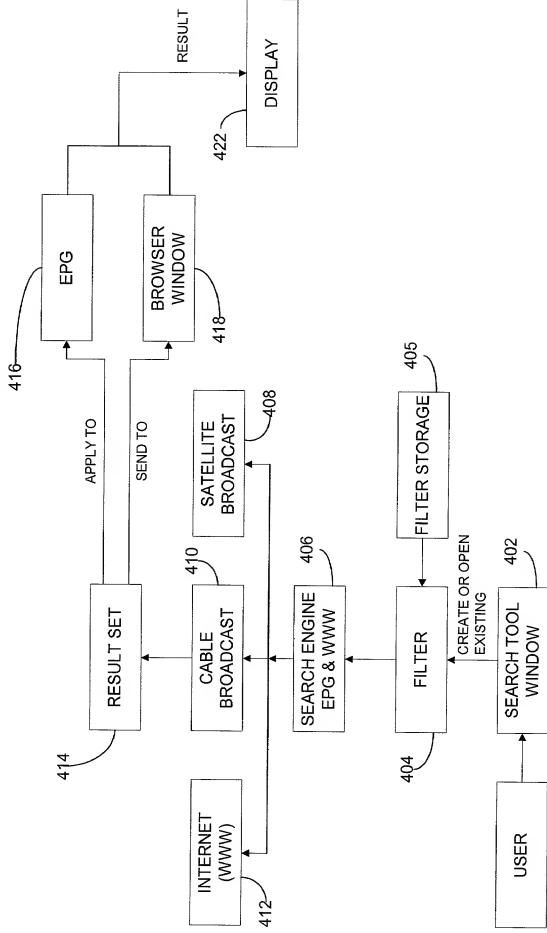 RESULT
DISPLAY
422
EPG
416
BROWSER
WINDOW
418
APPLY TO
SEND TO
RESULT SET
414
SATELLITE
BROADCAST
408
CABLE
BROADCAST
410
INTERNET
(WWW)
412
SEARCH ENGINE
EPG & WWW
406
FILTER STORAGE
405
FILTER
404
CREATE OR OPEN
EXISTING
SEARCH TOOL
WINDOW
402
USER